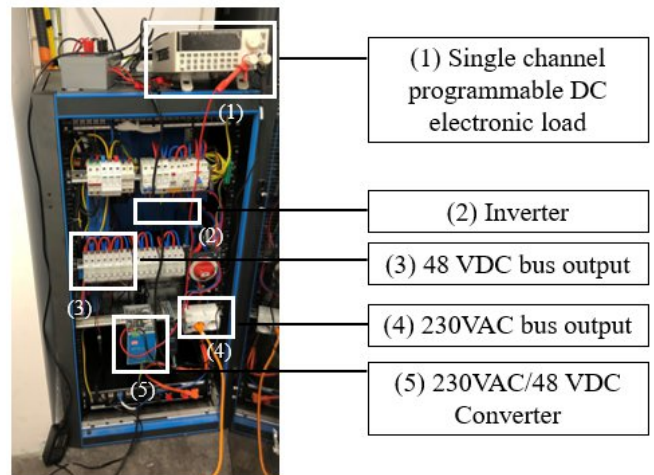 (1)
(2)
(3)
(4)
(5)
(1) Single channel
programmable DC
electronic load
(2) Inverter
(3) 48 VDC bus output
(4) 230VAC bus output
(5) 230VAC/48 VDC
Converter